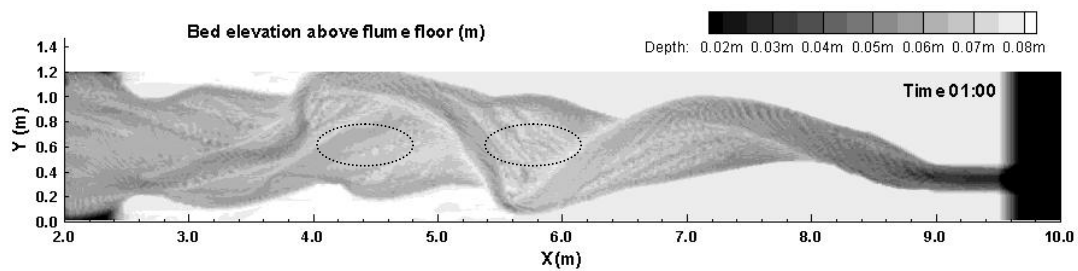 Bed elevation above flume floor (m)
Depth: 0.02m 0.03m 0.04m 0.05m 0.06m 0.07m 0.08m
Time 01:00
Y (m)
1.4
1.2
1.0
0.8
0.6
0.4
0.2
0.0
2.0 3.0 4.0 5.0 6.0 7.0 8.0 9.0 10.0
X (m)